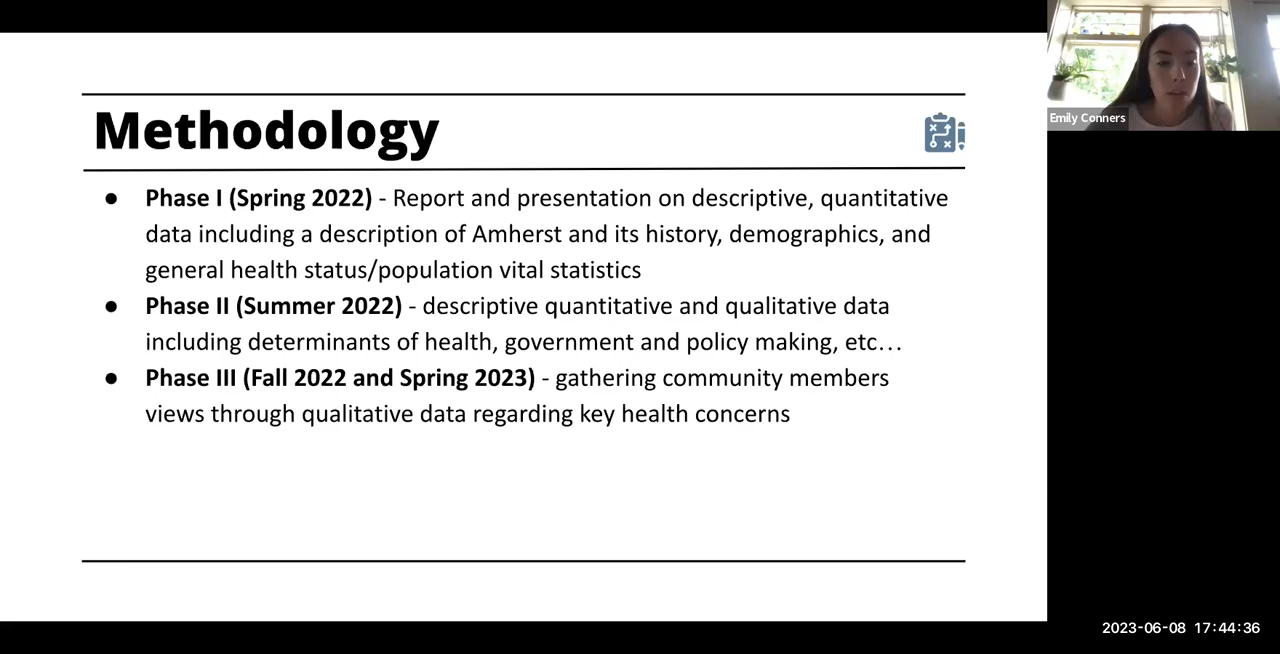 Methodology
● Phase I (Spring 2022) - Report and presentation on descriptive, quantitative
data including a description of Amherst and its history, demographics, and
general health status/population vital statistics
● Phase II (Summer 2022) - descriptive quantitative and qualitative data
including determinants of health, government and policy making, etc…
● Phase III (Fall 2022 and Spring 2023) - gathering community members
views through qualitative data regarding key health concerns
Emily Conners
2023-06-08 17:44:36